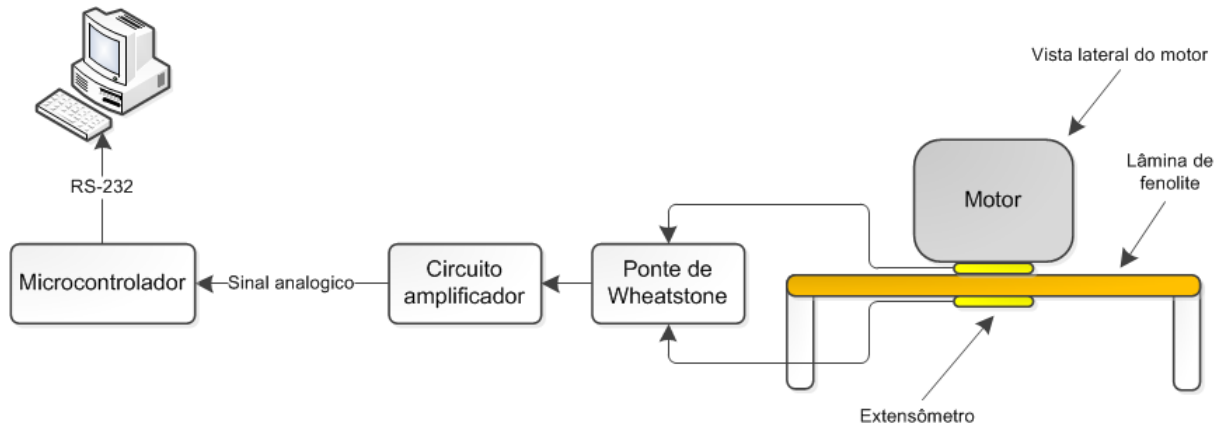 Vista lateral do motor
Lâmina de
fenolite
RS-232
Motor
Microcontrolador
Sinal analogico
Circuito
amplificador
Ponte de
Wheatstone
Extensômetro